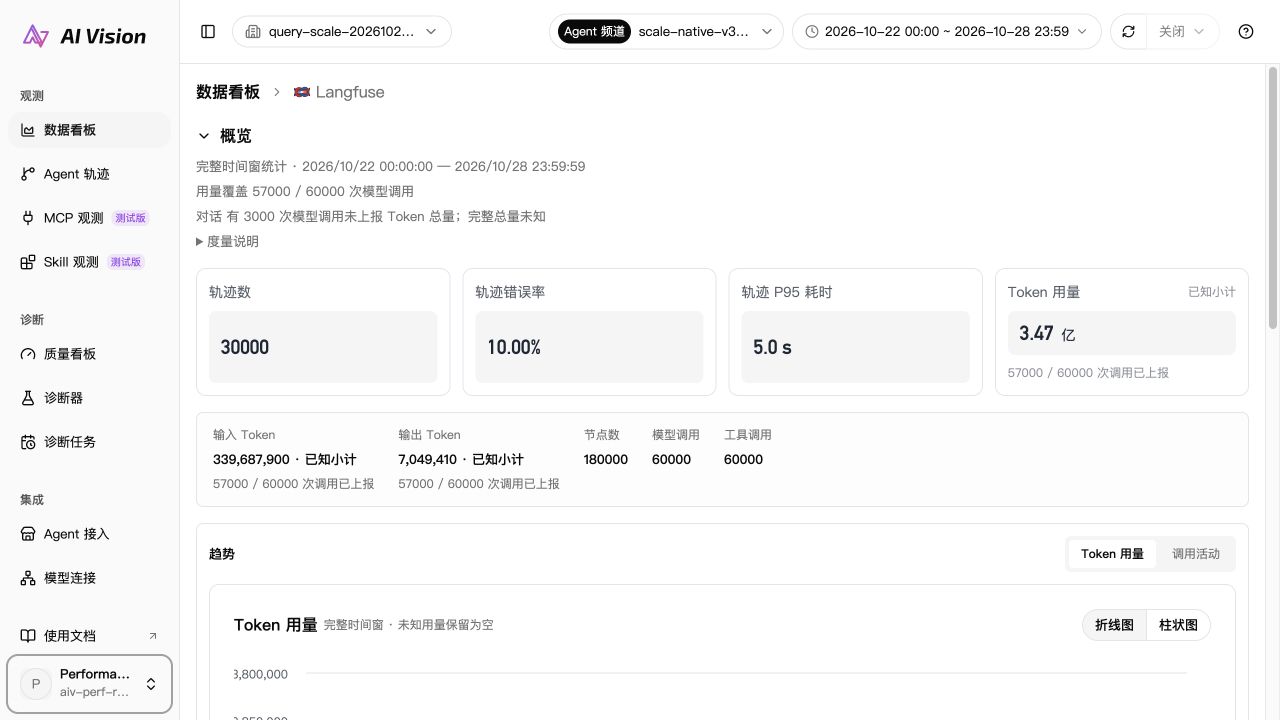 AI Vision
query-scale-2026102...
Agent 频道 scale-native-v3...
2026-10-22 00:00 ~ 2026-10-28 23:59
关闭
观测
数据看板
Agent 轨迹
MCP 观测 测试版
Skill 观测 测试版
诊断
质量看板
诊断器
诊断任务
集成
Agent 接入
模型连接
使用文档
P
Performa...
aiv-perf-r...
数据看板 > Langfuse
概览
完整时间窗统计 · 2026/10/22 00:00:00 — 2026/10/28 23:59:59
用量覆盖 57000 / 60000 次模型调用
对话 有 3000 次模型调用未上报 Token 总量；完整总量未知
度量说明
轨迹数
30000
轨迹错误率
10.00%
轨迹 P95 耗时
5.0 s
Token 用量 已知小计
3.47 亿
57000 / 60000 次调用已上报
输入 Token
339,687,900 · 已知小计
57000 / 60000 次调用已上报
输出 Token
7,049,410 · 已知小计
57000 / 60000 次调用已上报
节点数
180000
模型调用
60000
工具调用
60000
趋势
Token 用量 调用活动
Token 用量 完整时间窗 · 未知用量保留为空
折线图 柱状图
3,800,000